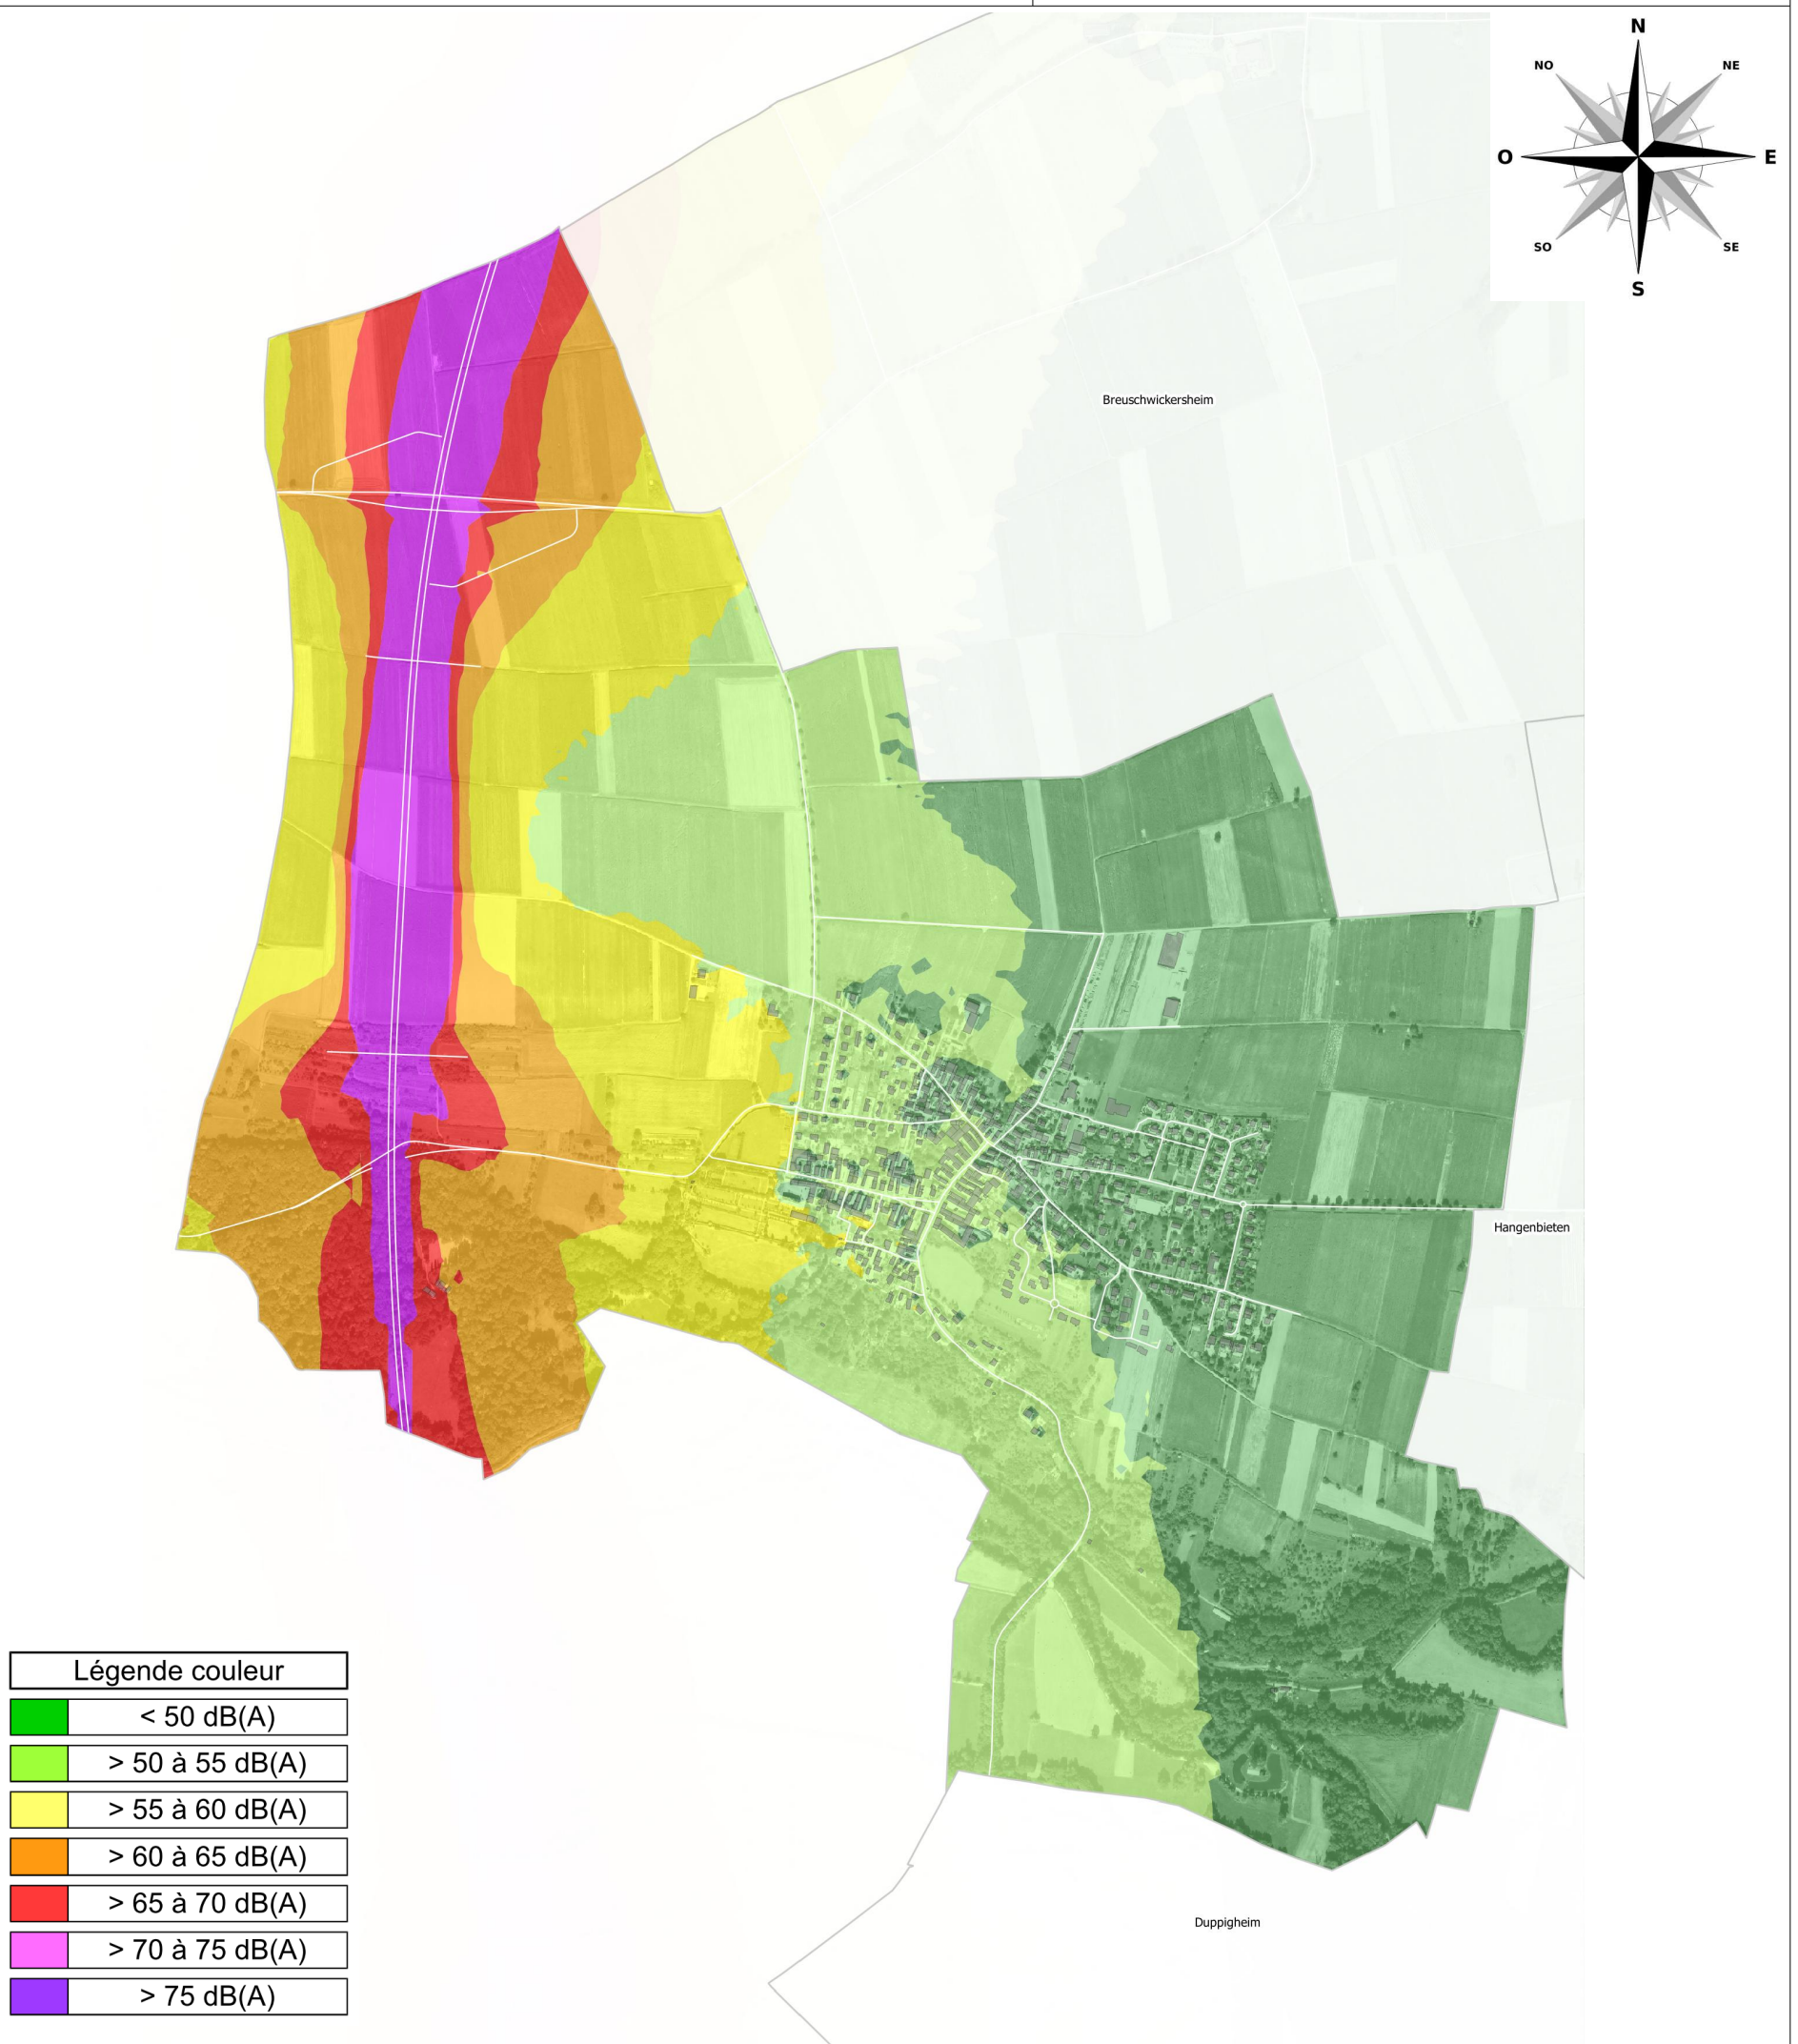 N
NO
NE
O
E
SO
SE
S
Breuschwickersheim
Hangenbieten
Légende couleur
< 50 dB(A)
> 50 à 55 dB(A)
> 55 à 60 dB(A)
> 60 à 65 dB(A)
> 65 à 70 dB(A)
> 70 à 75 dB(A)
> 75 dB(A)
Duppigheim